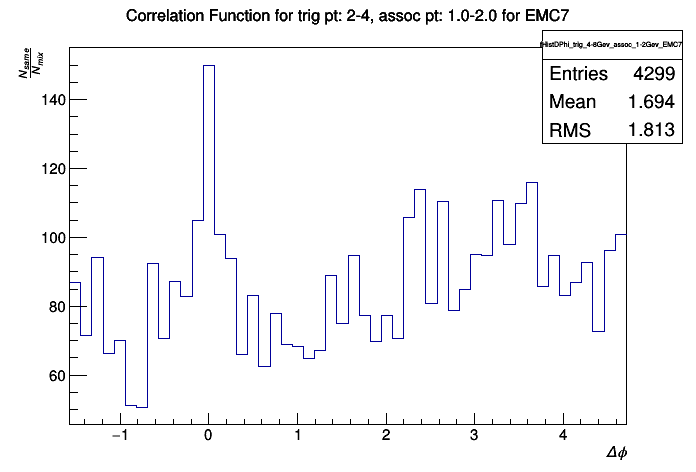 Correlation Function for trig pt: 2-4, assoc pt: 1.0-2.0 for EMC7
N_same
N_mix
fHistDPhi_trig_4-8Gev_assoc_1-2Gev_EMC7
Entries 4299
Mean 1.694
RMS 1.813
140
120
100
80
60
−1 0 1 2 3 4
Δϕ